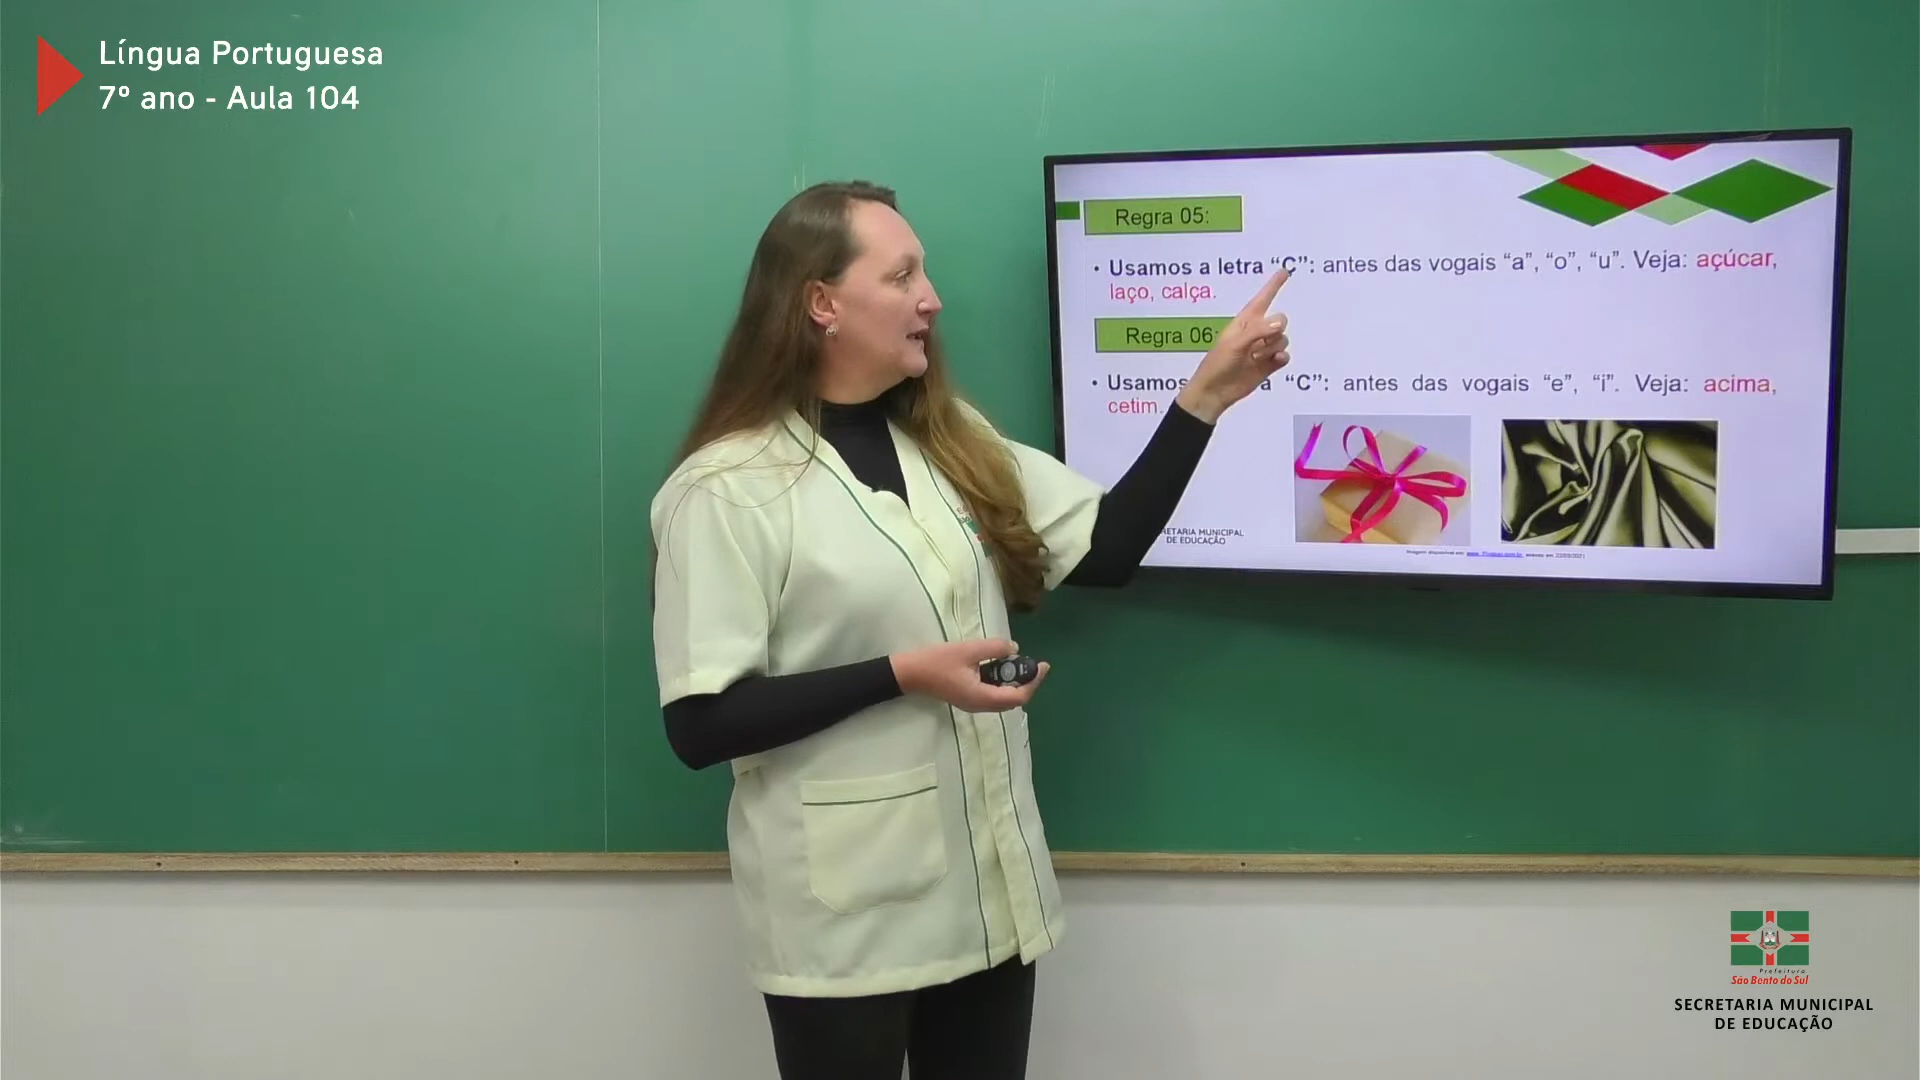 Língua Portuguesa
7º ano - Aula 104
Regra 05:
• Usamos a letra “Ç”: antes das vogais “a”, “o”, “u”. Veja: açúcar,
laço, calça.
Regra 06:
• Usamos a “C”: antes das vogais “e”, “i”. Veja: acima,
cetim.
MUNICIPAL
DE EDUCAÇÃO
Prefeitura
São Bento do Sul
SECRETARIA MUNICIPAL
DE EDUCAÇÃO